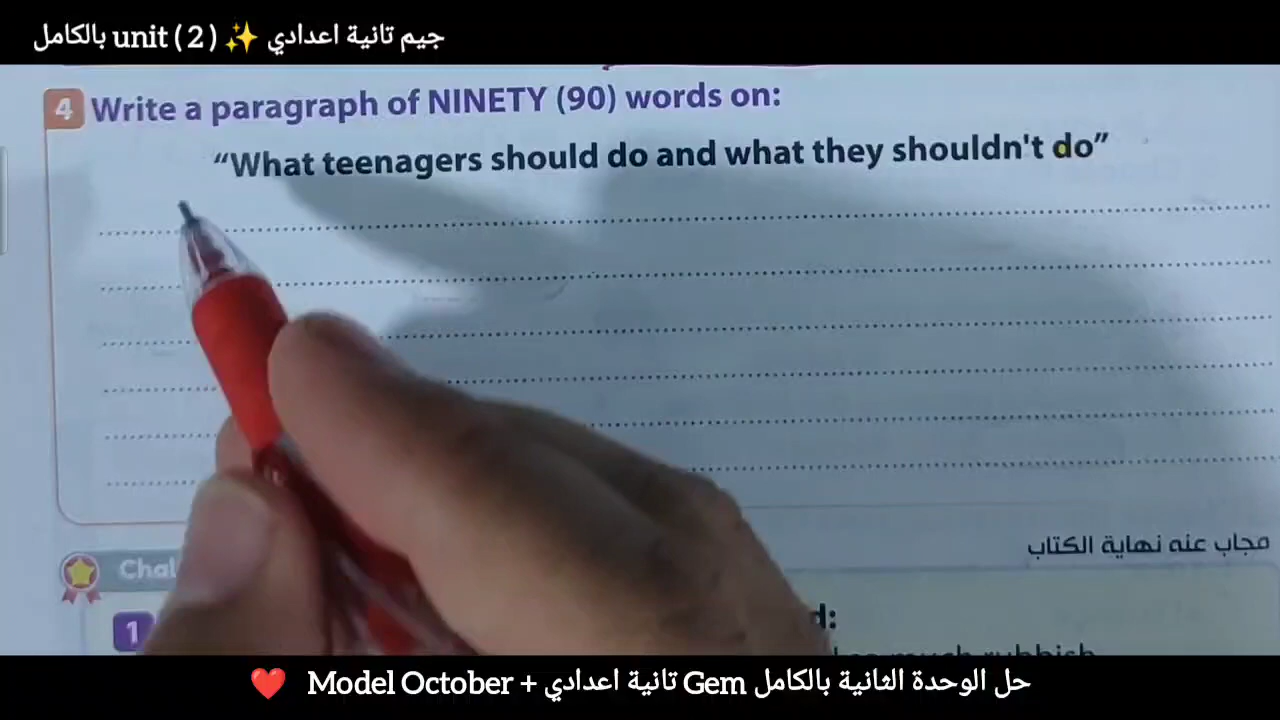 جيم تانية اعدادي ✨ unit ( 2 ) بالكامل
4 Write a paragraph of NINETY (90) words on:
“What teenagers should do and what they shouldn't do”
مجاب عنه نهاية الكتاب
1
حل الوحدة الثانية بالكامل Gem تانية اعدادي + Model October ❤️